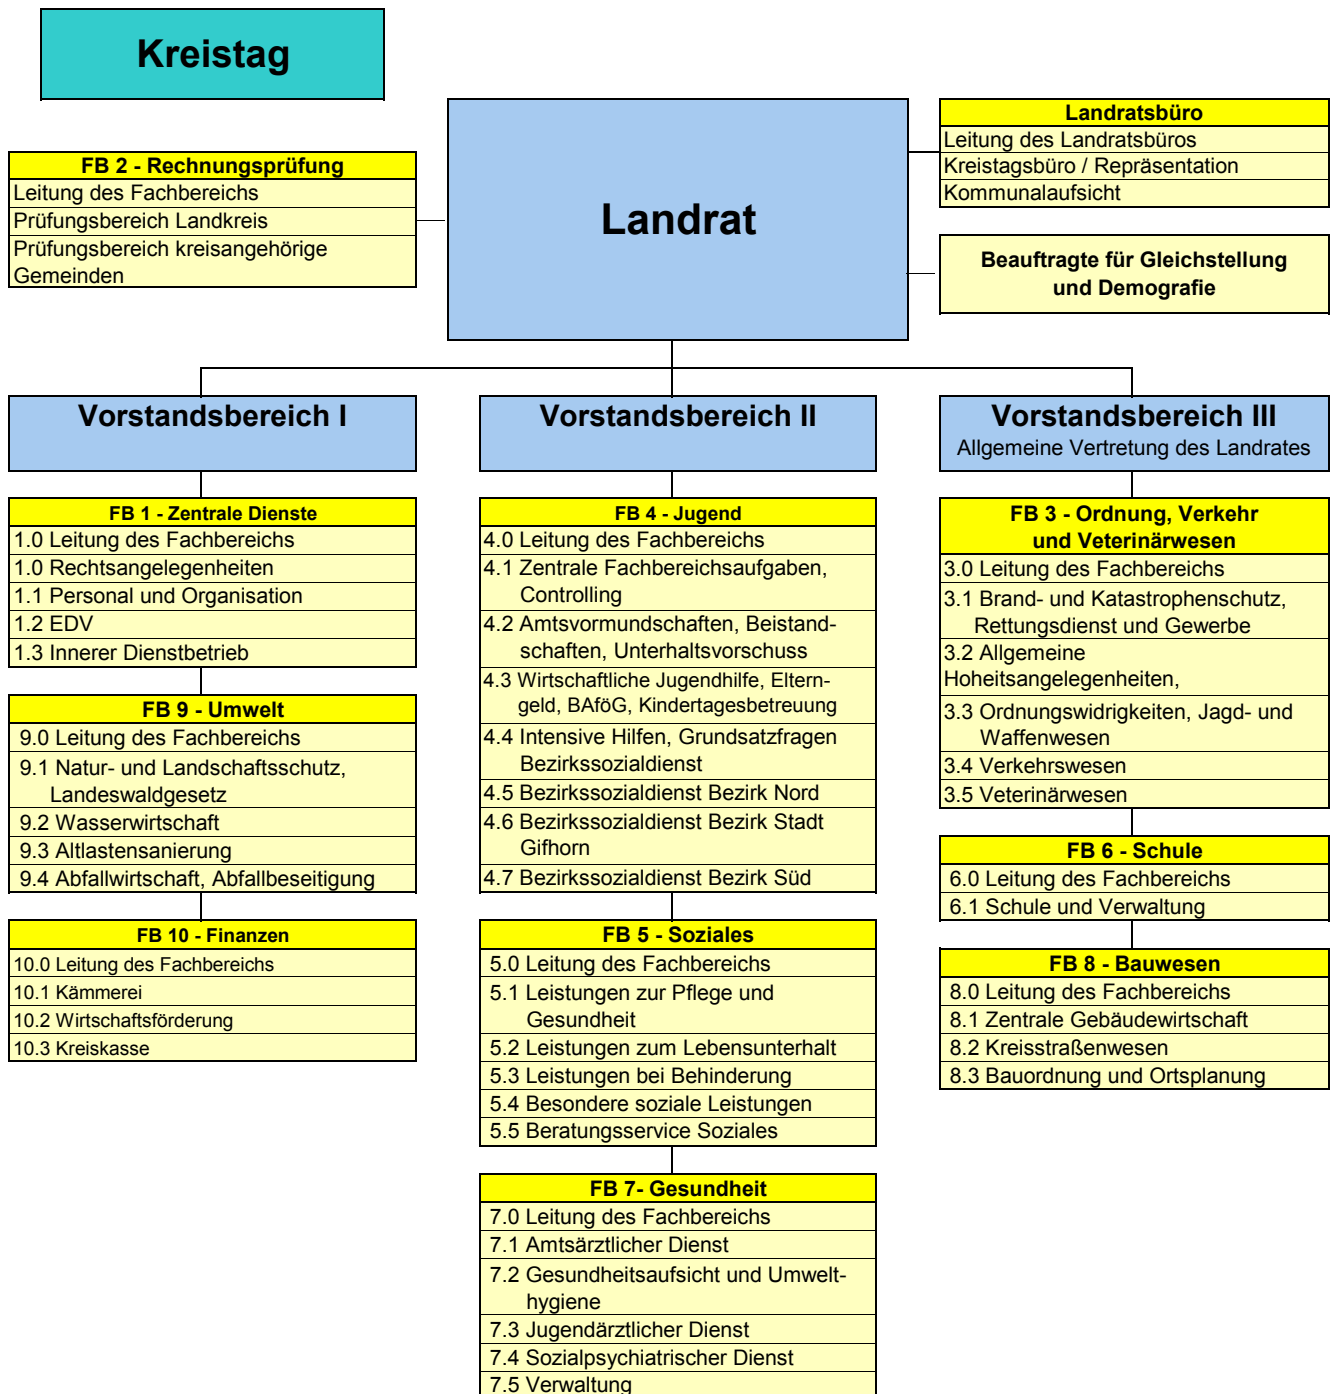 Kreistag
FB 2 - Rechnungsprüfung
Leitung des Fachbereichs
Prüfungsbereich Landkreis
Prüfungsbereich kreisangehörige
Gemeinden
Landrat
Landratsbüro
Leitung des Landratsbüros
Kreistagsbüro / Repräsentation
Kommunalaufsicht
Beauftragte für Gleichstellung
und Demografie
Vorstandsbereich I
FB 1 - Zentrale Dienste
1.0 Leitung des Fachbereichs
1.0 Rechtsangelegenheiten
1.1 Personal und Organisation
1.2 EDV
1.3 Innerer Dienstbetrieb
FB 9 - Umwelt
9.0 Leitung des Fachbereichs
9.1 Natur- und Landschaftsschutz,
Landeswaldgesetz
9.2 Wasserwirtschaft
9.3 Altlastensanierung
9.4 Abfallwirtschaft, Abfallbeseitigung
FB 10 - Finanzen
10.0 Leitung des Fachbereichs
10.1 Kämmerei
10.2 Wirtschaftsförderung
10.3 Kreiskasse
Vorstandsbereich II
FB 4 - Jugend
4.0 Leitung des Fachbereichs
4.1 Zentrale Fachbereichsaufgaben,
Controlling
4.2 Amtsvormundschaften, Beistand-
schaften, Unterhaltsvorschuss
4.3 Wirtschaftliche Jugendhilfe, Eltern-
geld, BAföG, Kindertagesbetreuung
4.4 Intensive Hilfen, Grundsatzfragen
Bezirkssozialdienst
4.5 Bezirkssozialdienst Bezirk Nord
4.6 Bezirkssozialdienst Bezirk Stadt
Gifhorn
4.7 Bezirkssozialdienst Bezirk Süd
FB 5 - Soziales
5.0 Leitung des Fachbereichs
5.1 Leistungen zur Pflege und
Gesundheit
5.2 Leistungen zum Lebensunterhalt
5.3 Leistungen bei Behinderung
5.4 Besondere soziale Leistungen
5.5 Beratungsservice Soziales
FB 7- Gesundheit
7.0 Leitung des Fachbereichs
7.1 Amtsärztlicher Dienst
7.2 Gesundheitsaufsicht und Umwelt-
hygiene
7.3 Jugendärztlicher Dienst
7.4 Sozialpsychiatrischer Dienst
7.5 Verwaltung
Vorstandsbereich III
Allgemeine Vertretung des Landrates
FB 3 - Ordnung, Verkehr
und Veterinärwesen
3.0 Leitung des Fachbereichs
3.1 Brand- und Katastrophenschutz,
Rettungsdienst und Gewerbe
3.2 Allgemeine
Hoheitsangelegenheiten,
3.3 Ordnungswidrigkeiten, Jagd- und
Waffenwesen
3.4 Verkehrswesen
3.5 Veterinärwesen
FB 6 - Schule
6.0 Leitung des Fachbereichs
6.1 Schule und Verwaltung
FB 8 - Bauwesen
8.0 Leitung des Fachbereichs
8.1 Zentrale Gebäudewirtschaft
8.2 Kreisstraßenwesen
8.3 Bauordnung und Ortsplanung